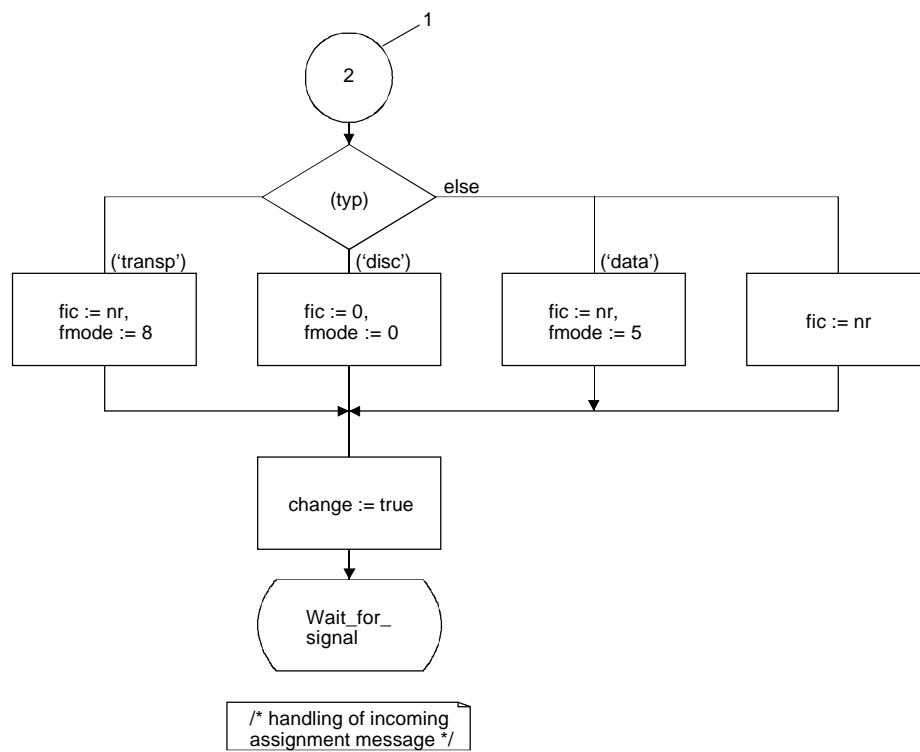 1
2
(typ)
else
(‘transp’)
(‘disc’)
(‘data’)
fic := nr,
fmode := 8
fic := 0,
fmode := 0
fic := nr,
fmode := 5
fic := nr
change := true
Wait_for_
signal
/* handling of incoming
assignment message */